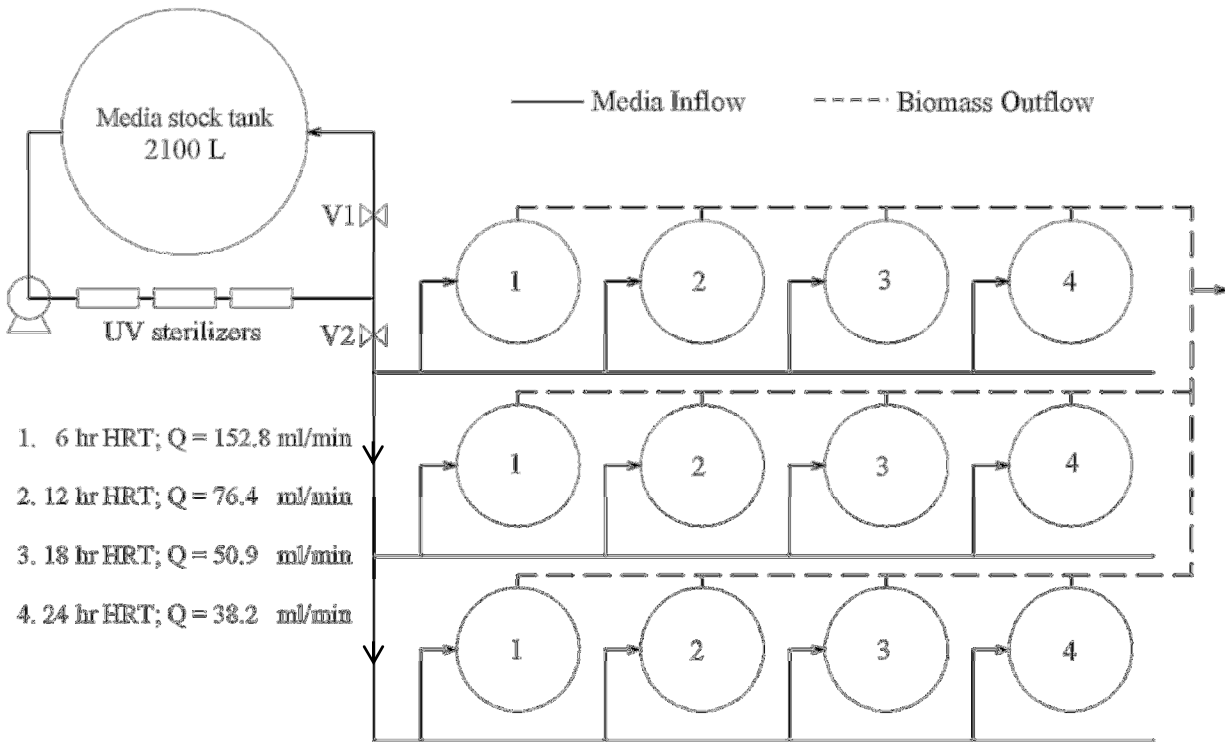 Media stock tank
2100 L
Media Inflow
Biomass Outflow
V1
UV sterilizers
V2
1 2 3 4
1. 6 hr HRT; Q = 152.8 ml/min
2. 12 hr HRT; Q = 76.4 ml/min
3. 18 hr HRT; Q = 50.9 ml/min
4. 24 hr HRT; Q = 38.2 ml/min
1 2 3 4
1 2 3 4